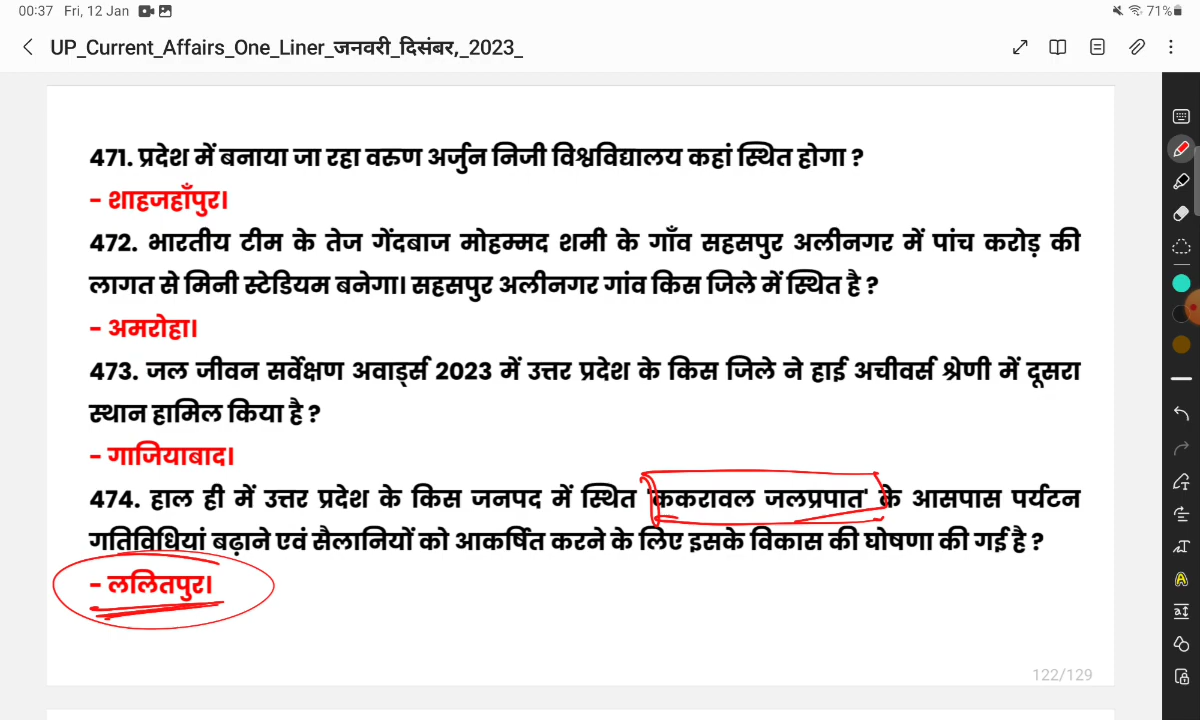 00:37 Fri, 12 Jan 71%
UP_Current_Affairs_One_Liner_जनवरी_दिसंबर,_2023_
471. प्रदेश में बनाया जा रहा वरुण अर्जुन निजी विश्वविद्यालय कहां स्थित होगा ?
- शाहजहाँपुर।
472. भारतीय टीम के तेज गेंदबाज मोहम्मद शमी के गाँव सहसपुर अलीनगर में पांच करोड़ की
लागत से मिनी स्टेडियम बनेगा। सहसपुर अलीनगर गांव किस जिले में स्थित है ?
- अमरोहा।
473. जल जीवन सर्वेक्षण अवार्ड्स 2023 में उत्तर प्रदेश के किस जिले ने हाई अचीवर्स श्रेणी में दूसरा
स्थान हामिल किया है ?
- गाजियाबाद।
474. हाल ही में उत्तर प्रदेश के किस जनपद में स्थित 'ककरावल जलप्रपात' के आसपास पर्यटन
गतिविधियां बढ़ाने एवं सैलानियों को आकर्षित करने के लिए इसके विकास की घोषणा की गई है ?
- ललितपुर।
122/129